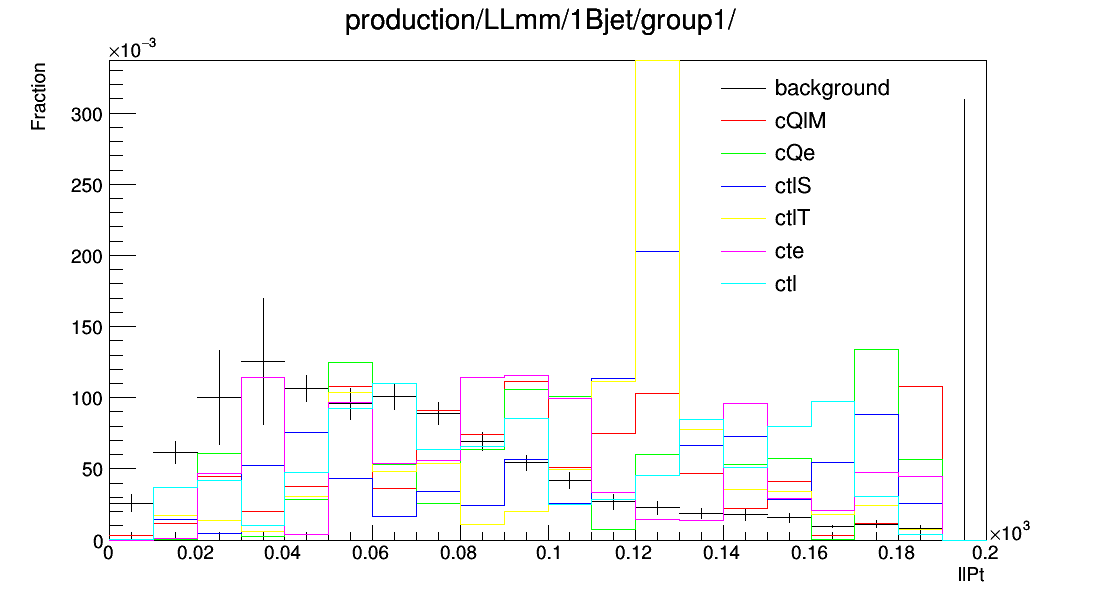 production/LLmm/1Bjet/group1/
×10⁻³
Fraction
300
250
200
150
100
50
0
background
cQlM
cQe
ctlS
ctlT
cte
ctl
0 0.02 0.04 0.06 0.08 0.1 0.12 0.14 0.16 0.18 0.2
×10³
llPt